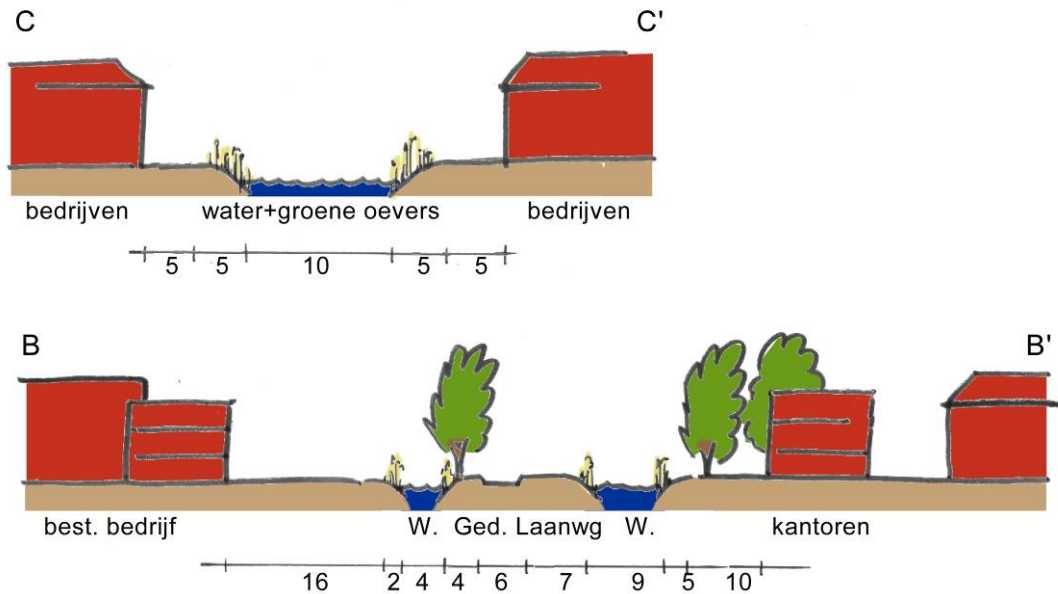 C C'
bedrijven water+groene oevers bedrijven
5 5 10 5 5
B B'
best. bedrijf W. Ged. Laanwg W. kantoren
16 2 4 4 6 7 9 5 10